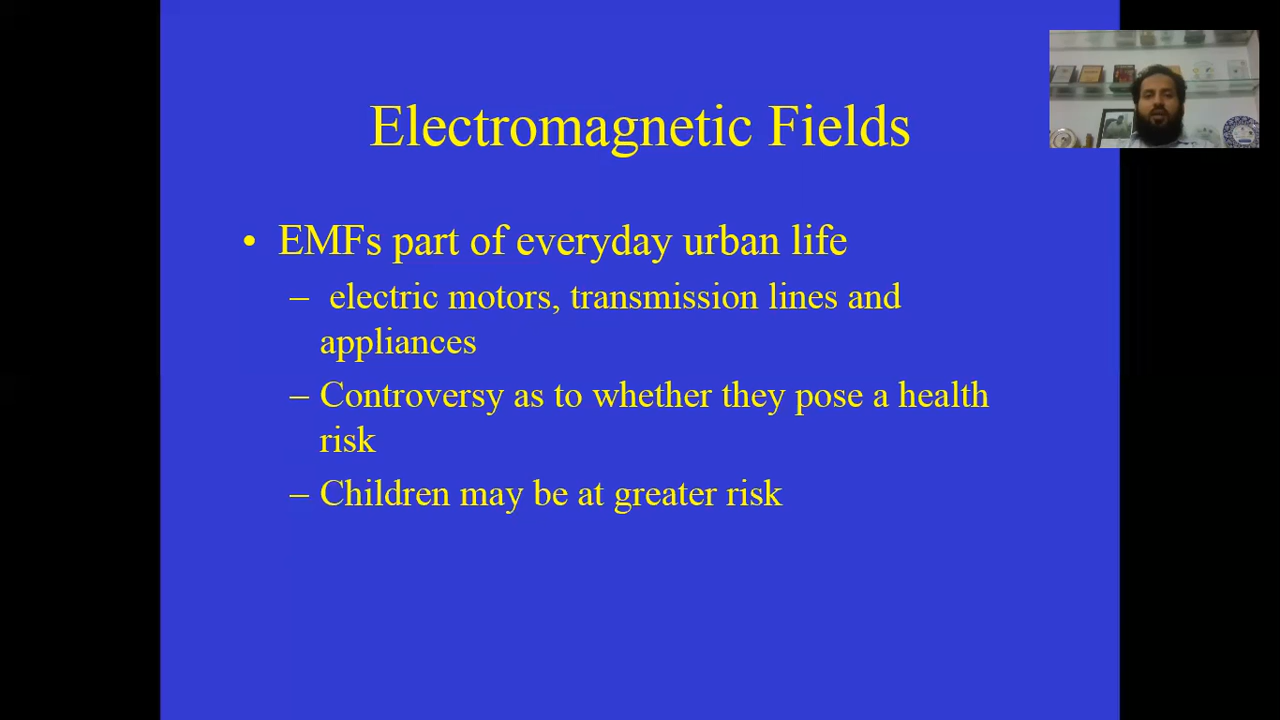 Electromagnetic Fields
• EMFs part of everyday urban life
– electric motors, transmission lines and
appliances
– Controversy as to whether they pose a health
risk
– Children may be at greater risk